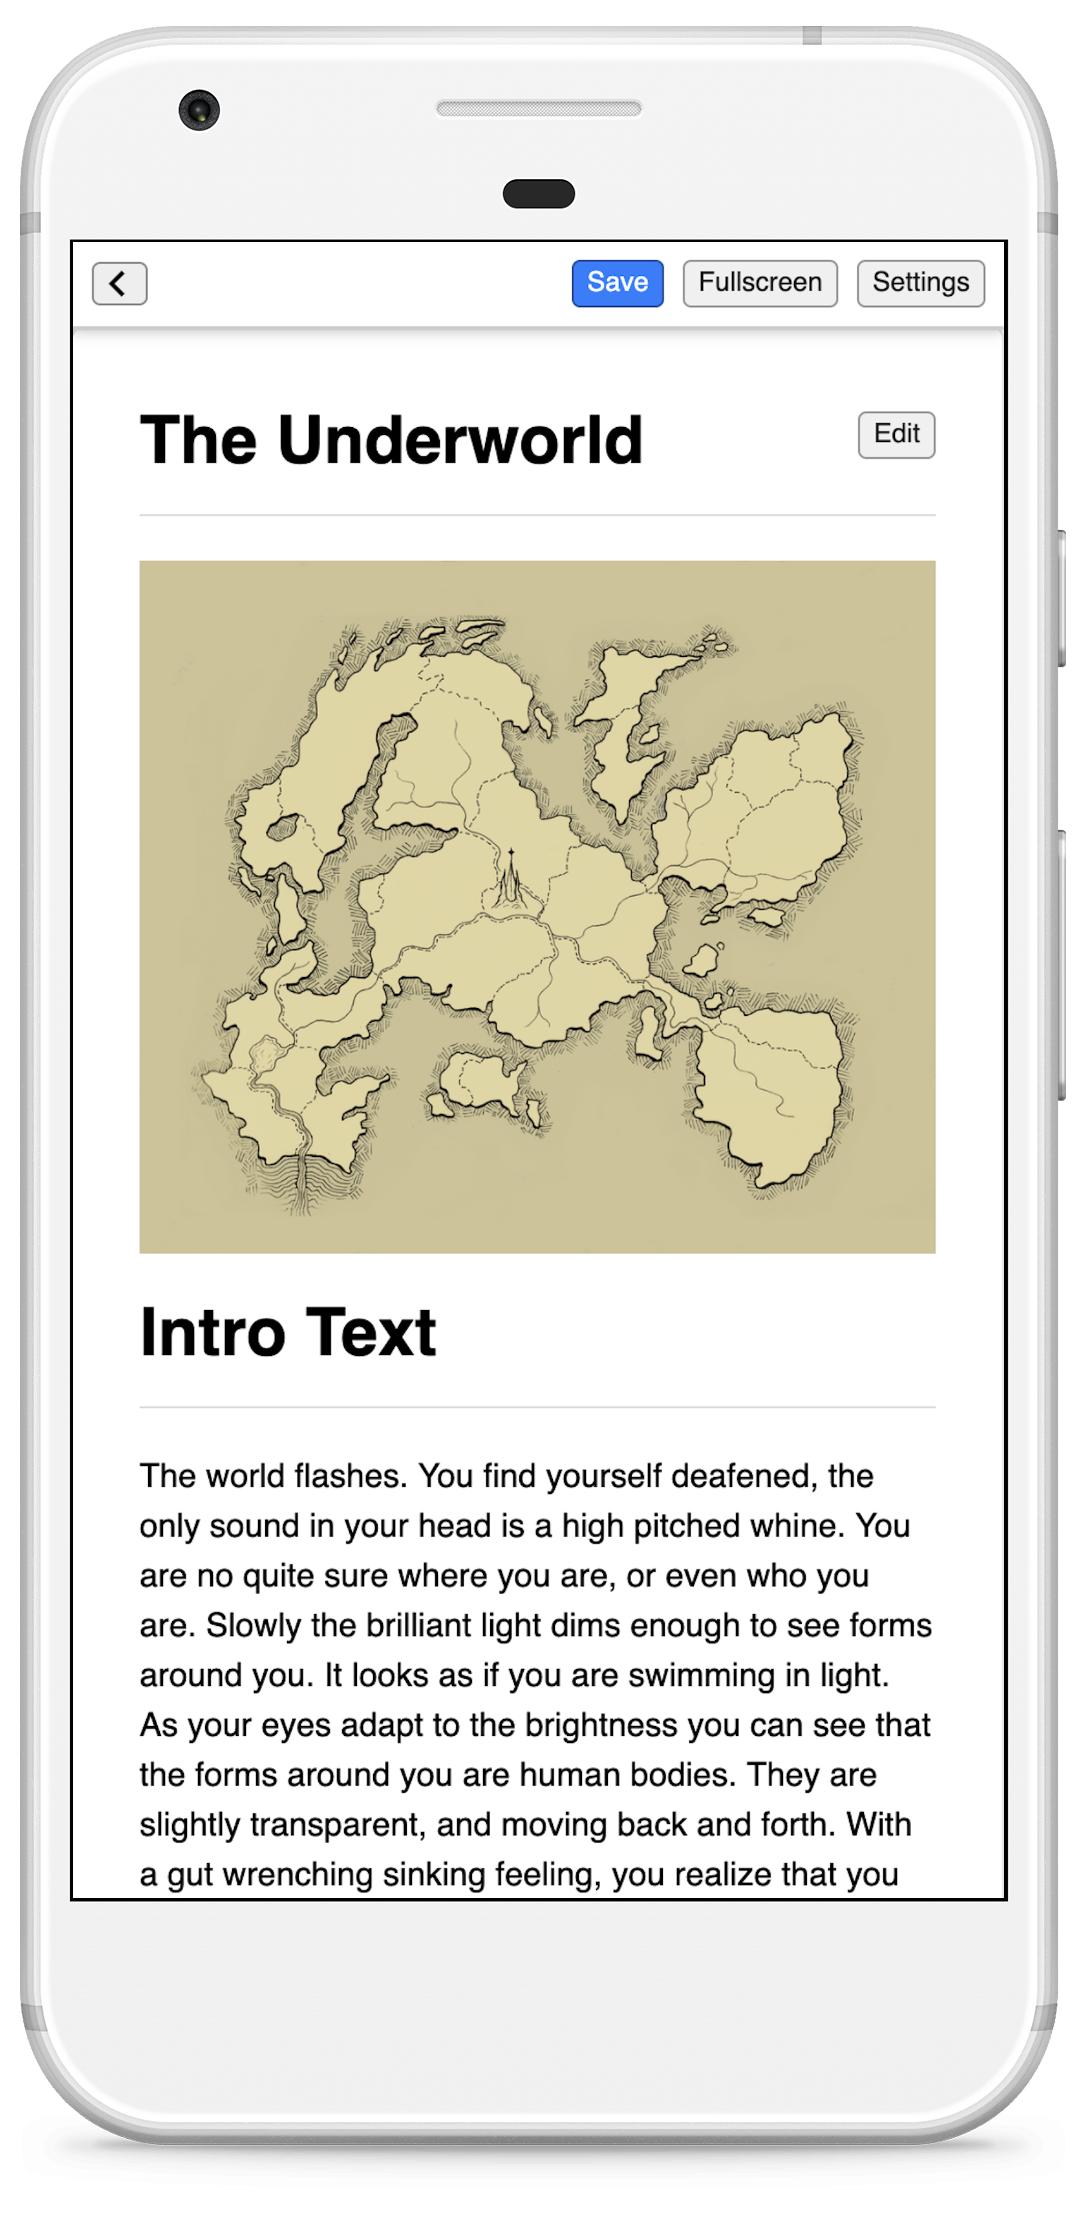 Save Fullscreen Settings
The Underworld
Edit
Intro Text
The world flashes. You find yourself deafened, the
only sound in your head is a high pitched whine. You
are no quite sure where you are, or even who you
are. Slowly the brilliant light dims enough to see forms
around you. It looks as if you are swimming in light.
As your eyes adapt to the brightness you can see that
the forms around you are human bodies. They are
slightly transparent, and moving back and forth. With
a gut wrenching sinking feeling, you realize that you